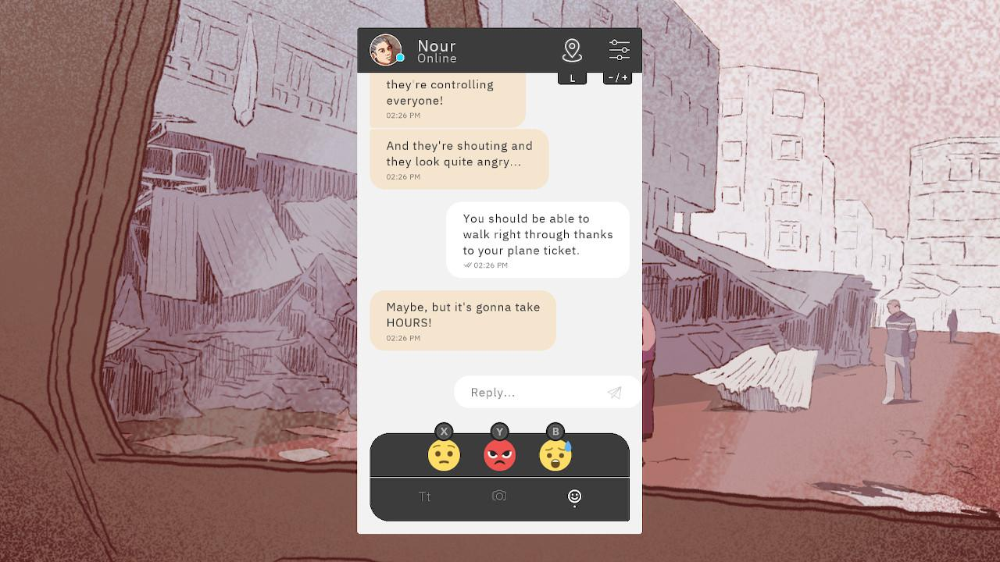 Nour
Online
L
-/+
they're controlling
everyone!
02:26 PM
And they're shouting and
they look quite angry...
02:26 PM
You should be able to
walk right through thanks
to your plane ticket.
02:26 PM
Maybe, but it's gonna take
HOURS!
02:26 PM
Reply...
X Y B
Tt